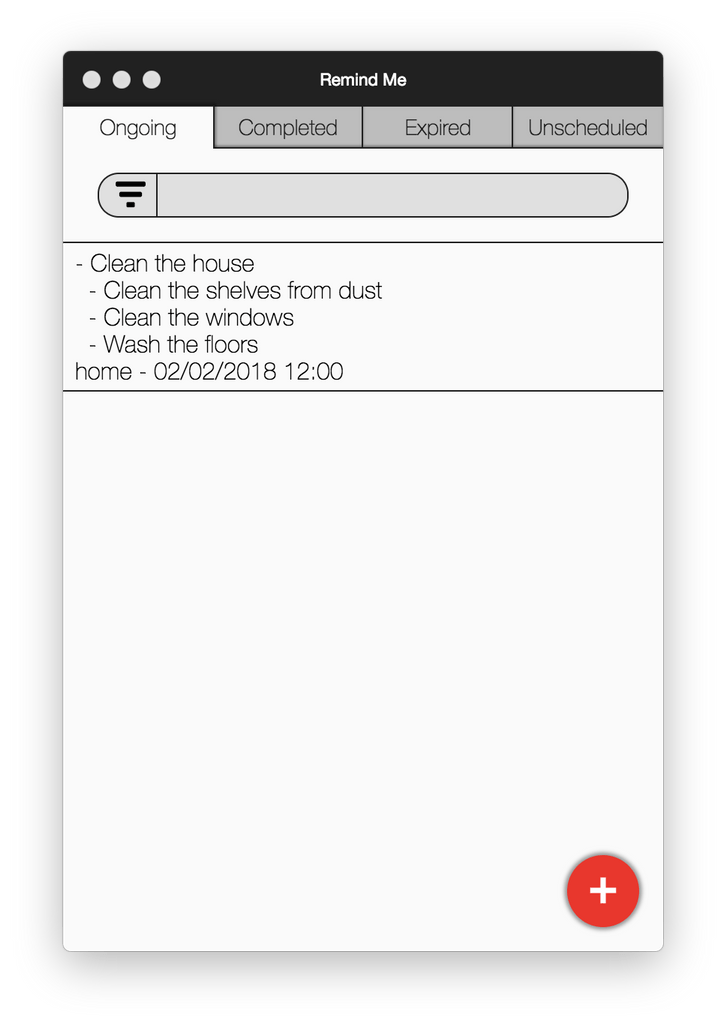 Remind Me
Ongoing Completed Expired Unscheduled
- Clean the house
- Clean the shelves from dust
- Clean the windows
- Wash the floors
home - 02/02/2018 12:00
+